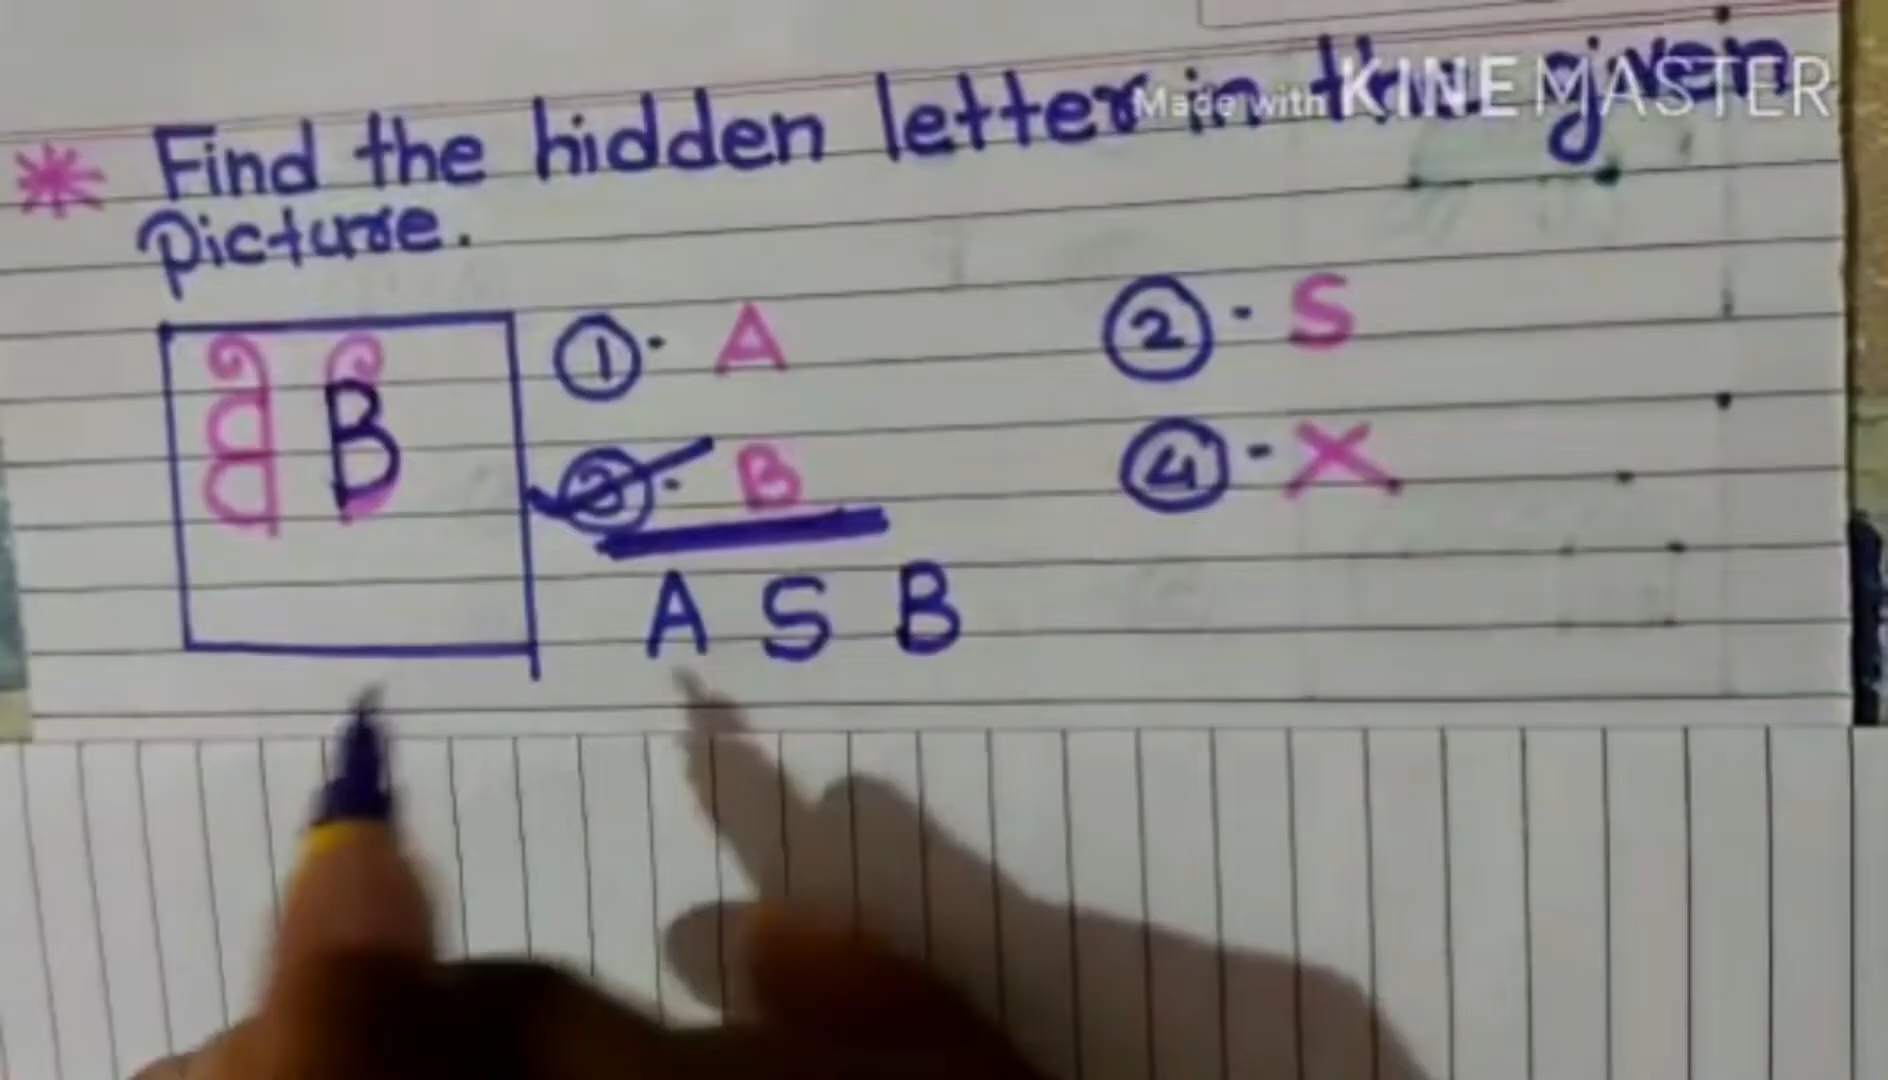 Made with KINEMASTER
* Find the hidden letter in the given
picture.
B
1 · A
2 · S
3 · B
4 · X
A S B